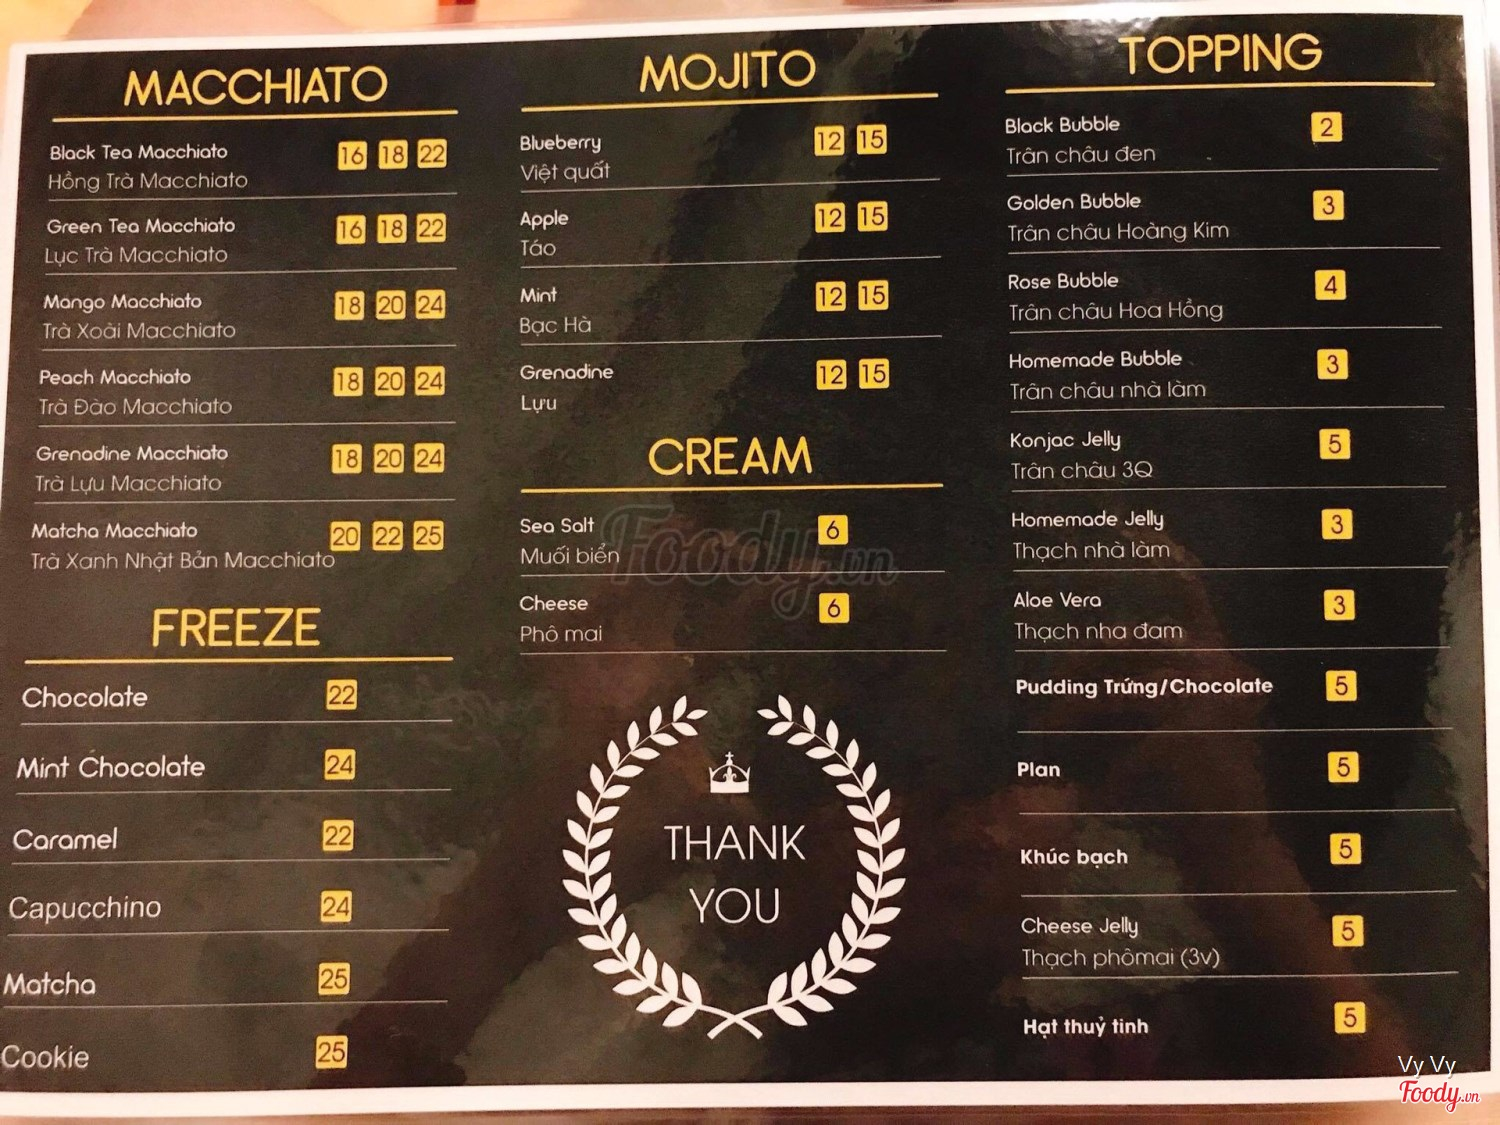 MACCHIATO
Black Tea Macchiato 16 18 22
Hồng Trà Macchiato
Green Tea Macchiato 16 18 22
Lục Trà Macchiato
Mango Macchiato 18 20 24
Trà Xoài Macchiato
Peach Macchiato 18 20 24
Trà Đào Macchiato
Grenadine Macchiato 18 20 24
Trà Lựu Macchiato
Matcha Macchiato 20 22 25
Trà Xanh Nhật Bản Macchiato
FREEZE
Chocolate 22
Mint Chocolate 24
Caramel 22
Capucchino 24
Matcha 25
Cookie 25
MOJITO
Blueberry 12 15
Việt quất
Apple 12 15
Táo
Mint 12 15
Bạc Hà
Grenadine 12 15
Lựu
CREAM
Sea Salt 6
Muối biển
Cheese 6
Phô mai
Foody.vn
THANK
YOU
TOPPING
Black Bubble 2
Trân châu đen
Golden Bubble 3
Trân châu Hoàng Kim
Rose Bubble 4
Trân châu Hoa Hồng
Homemade Bubble 3
Trân châu nhà làm
Konjac Jelly 5
Trân châu 3Q
Homemade Jelly 3
Thạch nhà làm
Aloe Vera 3
Thạch nha đam
Pudding Trứng/Chocolate 5
Plan 5
Khúc bạch 5
Cheese Jelly 5
Thạch phômai (3v)
Hạt thuỷ tinh 5
Vy Vy
Foody.vn